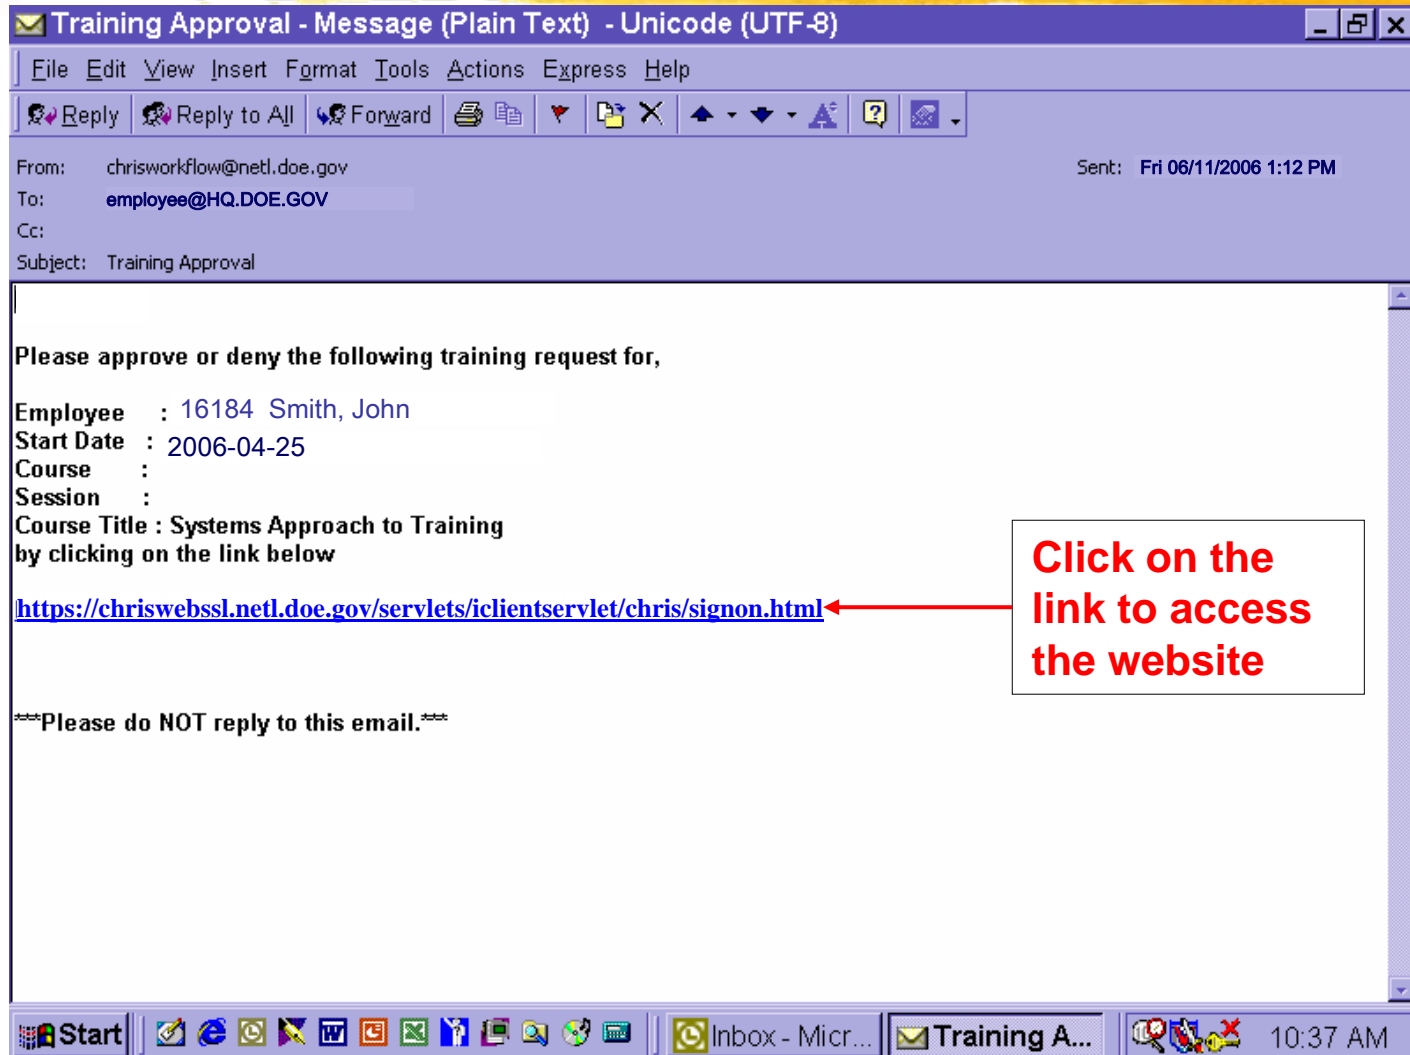 Training Approval - Message (Plain Text) - Unicode (UTF-8)
File Edit View Insert Format Tools Actions Express Help
Reply Reply to All Forward
From: chrisworkflow@netl.doe.gov Sent: Fri 06/11/2006 1:12 PM
To: employee@HQ.DOE.GOV
Cc:
Subject: Training Approval
Please approve or deny the following training request for,
Employee : 16184 Smith, John
Start Date : 2006-04-25
Course :
Session :
Course Title : Systems Approach to Training
by clicking on the link below
https://chriswebssl.netl.doe.gov/servlets/iclientservlet/chris/signon.html
Click on the
link to access
the website
***Please do NOT reply to this email.***
Start Inbox - Micr... Training A... 10:37 AM